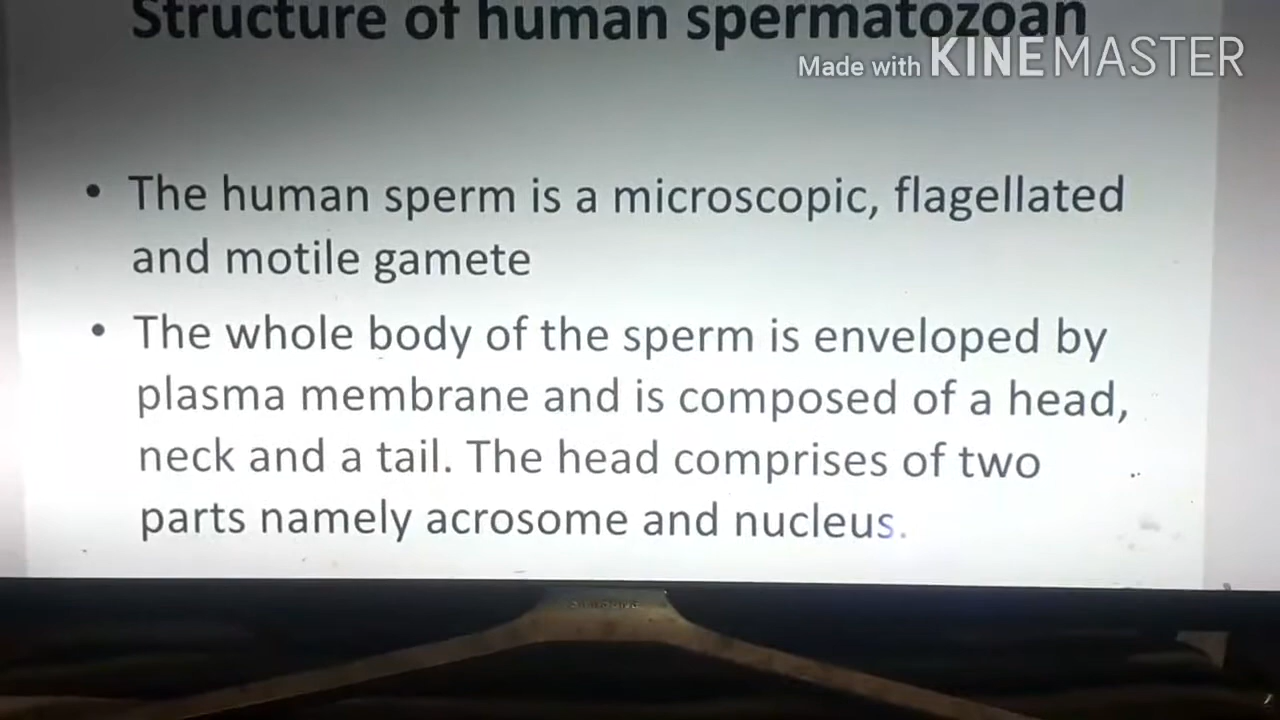 Structure of human spermatozoan
Made with KINEMASTER
• The human sperm is a microscopic, flagellated
and motile gamete
• The whole body of the sperm is enveloped by
plasma membrane and is composed of a head,
neck and a tail. The head comprises of two
parts namely acrosome and nucleus.
SAMSUNG